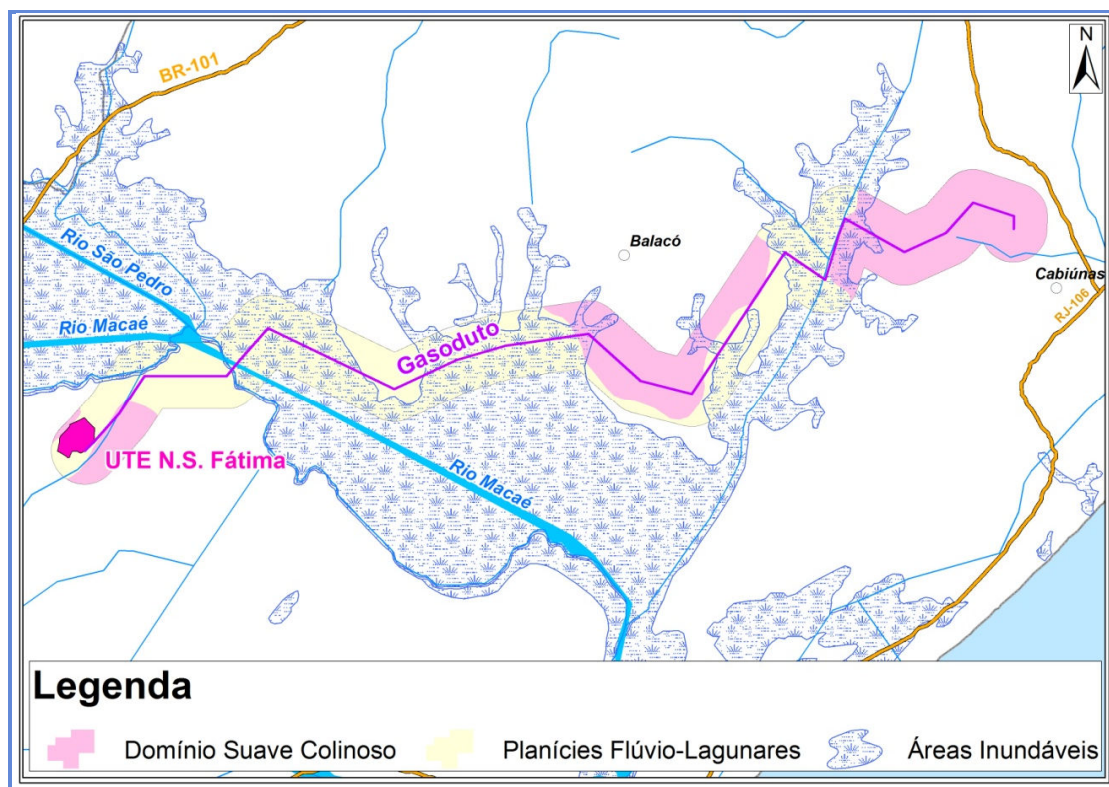 N
BR-101
Rio São Pedro
Balacó
Cabiúnas
RJ-106
Rio Macaé
Gasoduto
UTE N.S. Fátima
Rio Macaé
Legenda
Domínio Suave Colinoso
Planícies Flúvio-Lagunares
Áreas Inundáveis